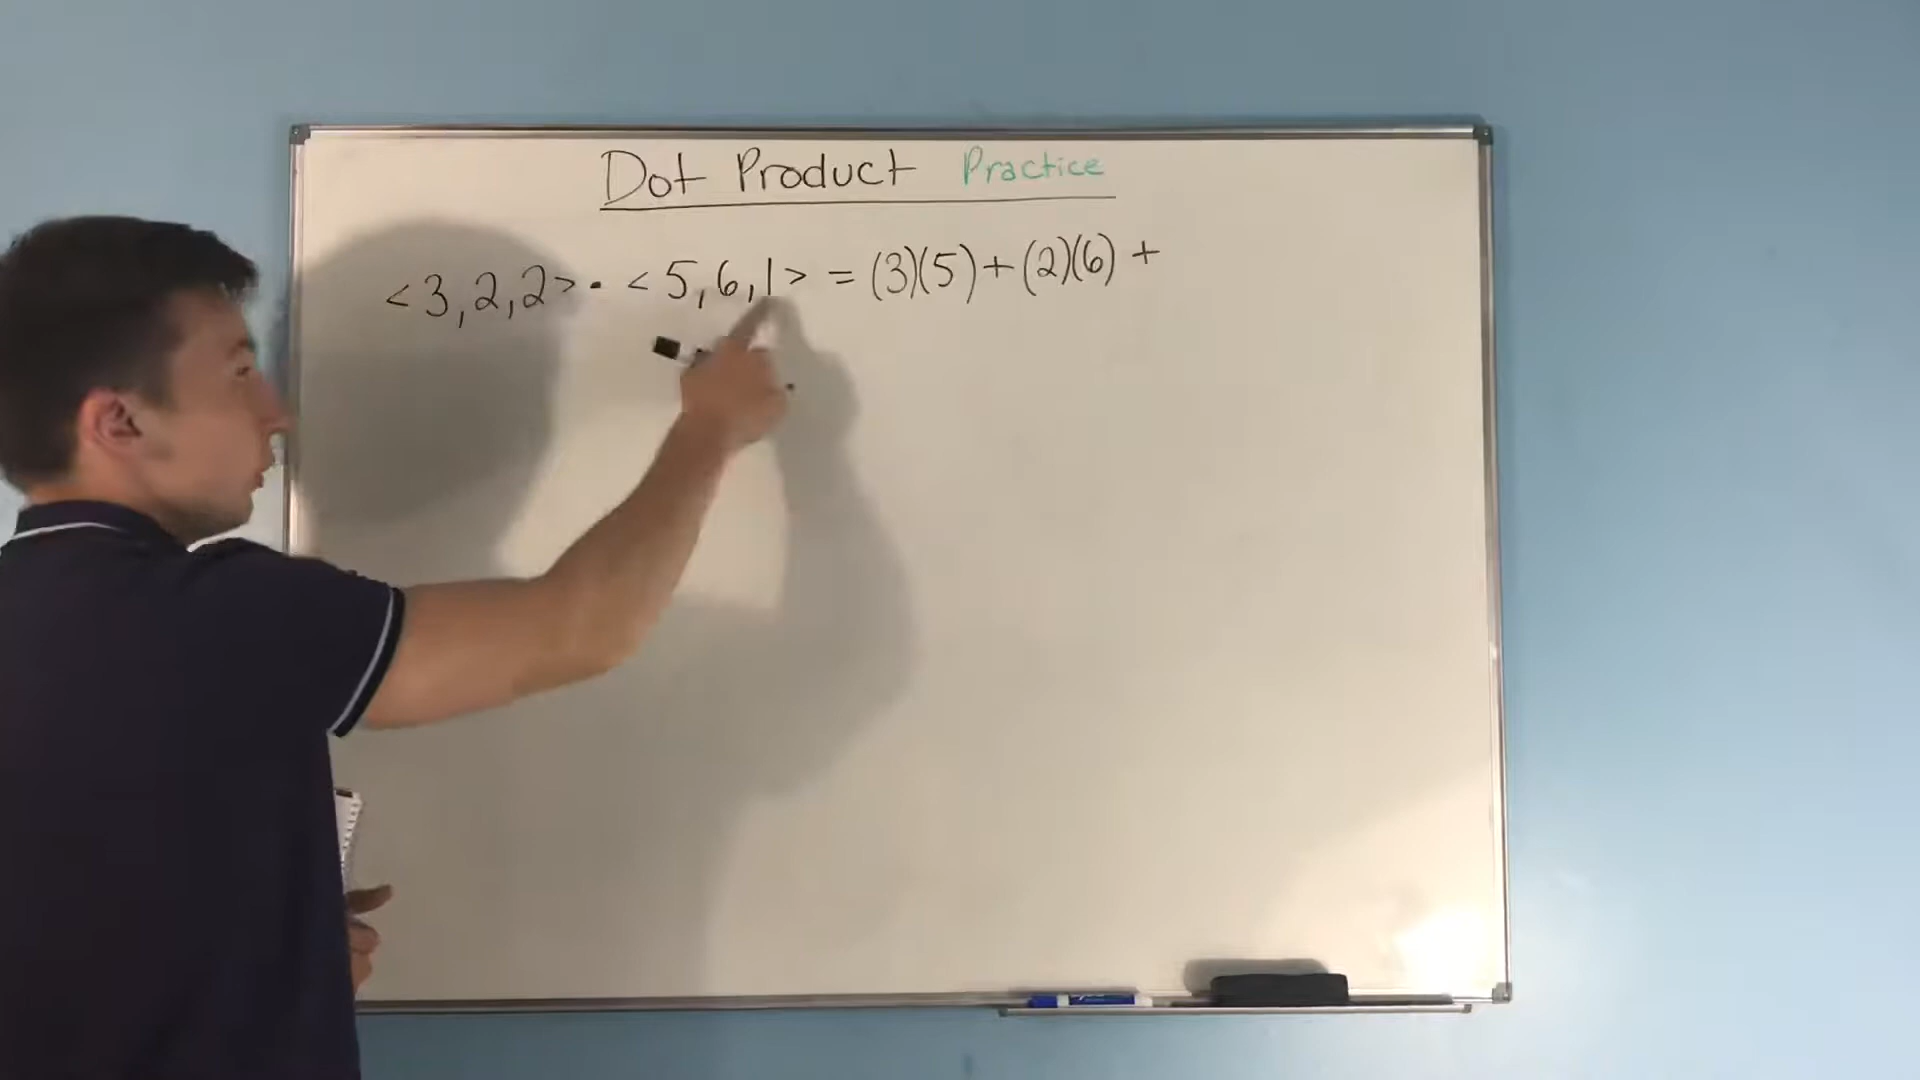 Dot Product Practice
<3,2,2> · <5,6,1> = (3)(5)+(2)(6) +